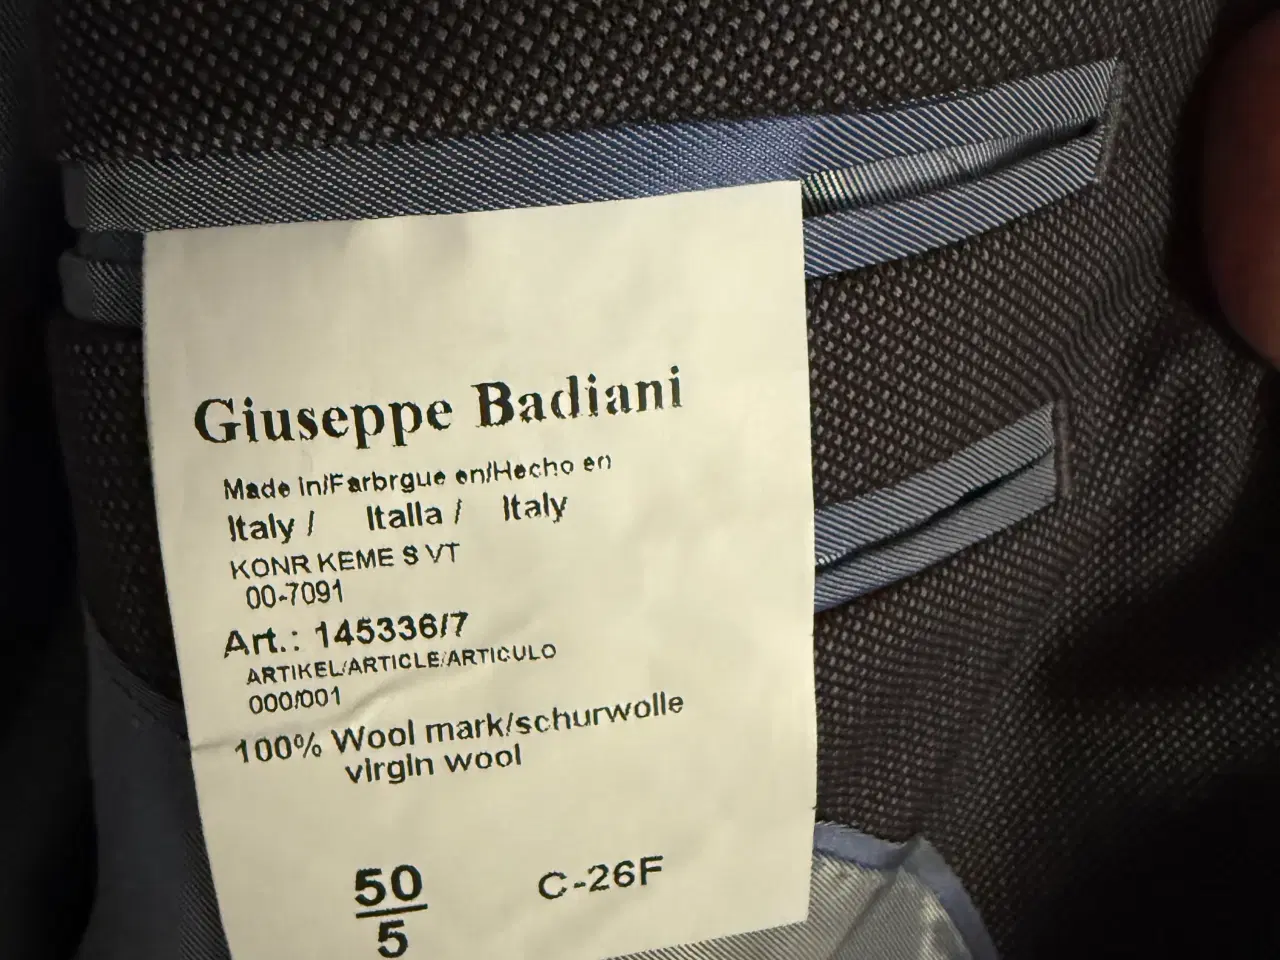 Giuseppe Badiani
Made in/Farbrgue en/Hecho en
Italy / Italla / Italy
KONR KEME S VT
00-7091
Art.: 145336/7
ARTIKEL/ARTICLE/ARTICULO
000/001
100% Wool mark/schurwolle
virgin wool
50
5
C-26F